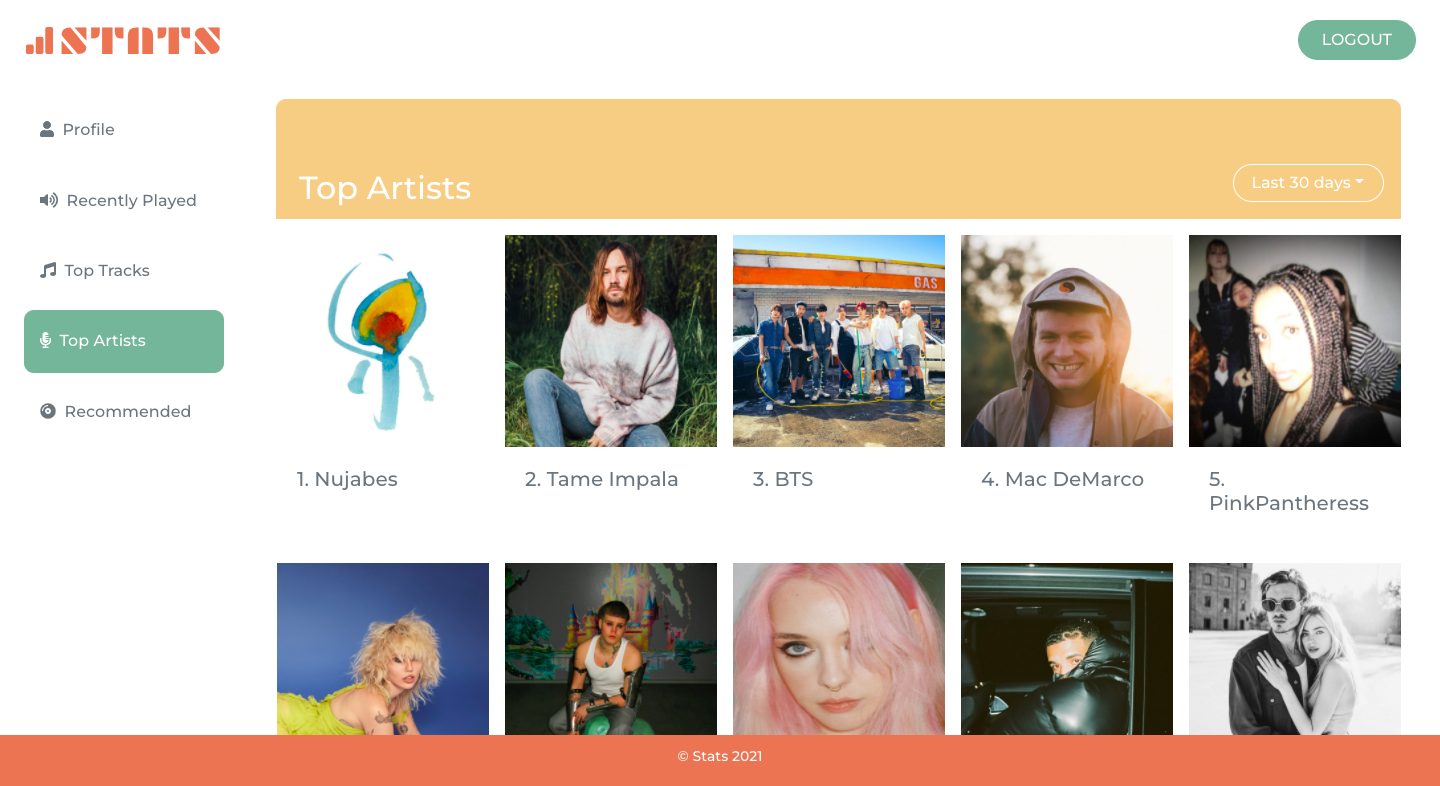 STATS
LOGOUT
Profile
Recently Played
Top Tracks
Top Artists
Recommended
Top Artists
Last 30 days
GAS
1. Nujabes
2. Tame Impala
3. BTS
4. Mac DeMarco
5.
PinkPantheress
© Stats 2021